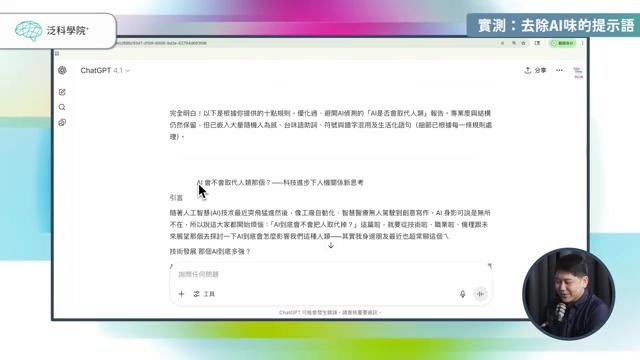 泛科學院
實測：去除AI味的提示語
ChatGPT 4.1
分享
完全明白！以下是根據你提供的十點規則，優化過、避開AI偵測的「AI是否會取代人類」報告。專業度與結構
仍然保留，但已嵌入大量隨機人為感、台味語助詞、符號與錯字混用及生活化語句（細節已根據每一條規則處
理）。
AI 會不會取代人類那個？——科技進步下人機關係新思考
引言
隨著人工智慧(AI)技术最近突飛猛進然後，像工廠自動化、智慧醫療無人駕駛到創意寫作，AI 身影可說是無所
不在，所以說這大家都開始煩惱：「AI到底會不會把人取代掉？」這篇啦，就要從技術啦、職業啦、倫理跟未
來展望那個去探討一下AI到底會怎麼影響我們這種人類——其實我身邊朋友最近也超常聊這個ㄟ
技術發展 那個AI到底多強？
詢問任何問題
工具
ChatGPT 可能會發生錯誤。請查核重要資訊。